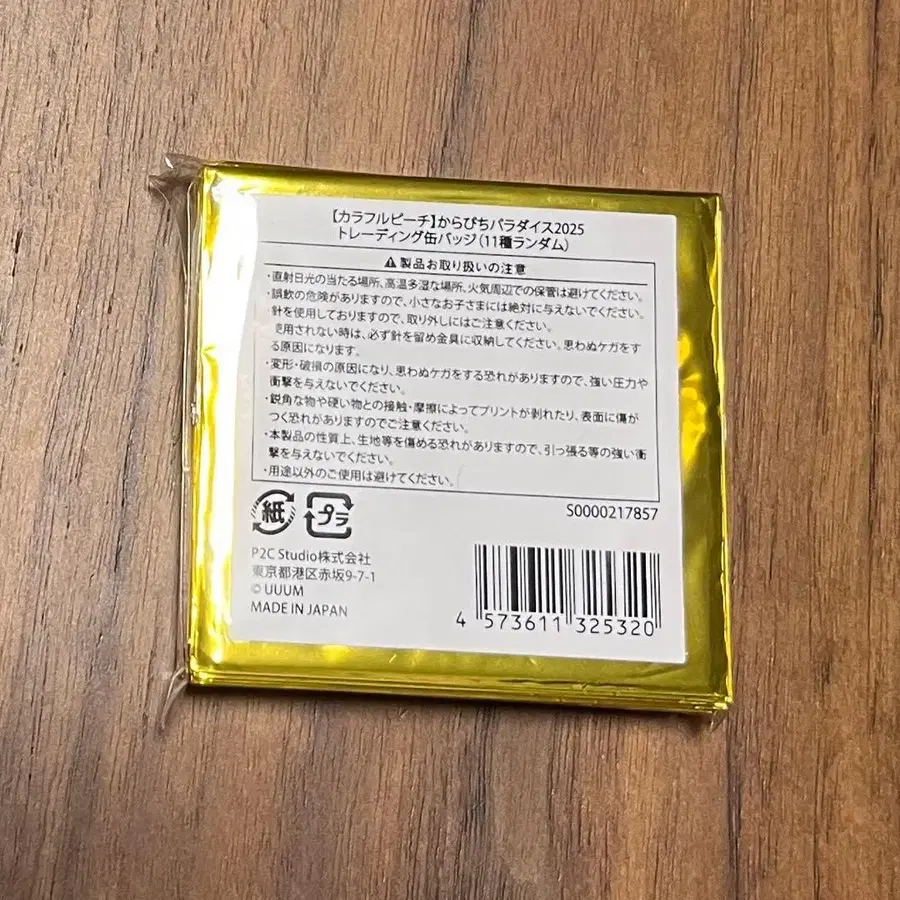 【カラフルピーチ】からぴちパラダイス2025
トレーディング缶バッジ(11種ランダム)
⚠製品お取り扱いの注意
・直射日光の当たる場所、高温多湿な場所、火気周辺での保管は避けてください。
・誤飲の危険がありますので、小さなお子さまには絶対に与えないでください。
・針を使用しておりますので、取り外しにはご注意ください。
使用されない時は、必ず針を留め金具に収納してください。思わぬケガをす
る原因になります。
・変形・破損の原因になり、思わぬケガをする恐れがありますので、強い圧力や
衝撃を与えないでください。
・鋭角な物や硬い物との接触・摩擦によってプリントが剥れたり、表面に傷が
つく恐れがありますのでご注意ください。
・本製品の性質上、生地等を傷める恐れがありますので、引っ張る等の強い衝
撃を与えないでください。
・用途以外のご使用は避けてください。
紙 プラ
S0000217857
P2C Studio株式会社
東京都港区赤坂9-7-1
© UUUM
MADE IN JAPAN
4 573611 325320